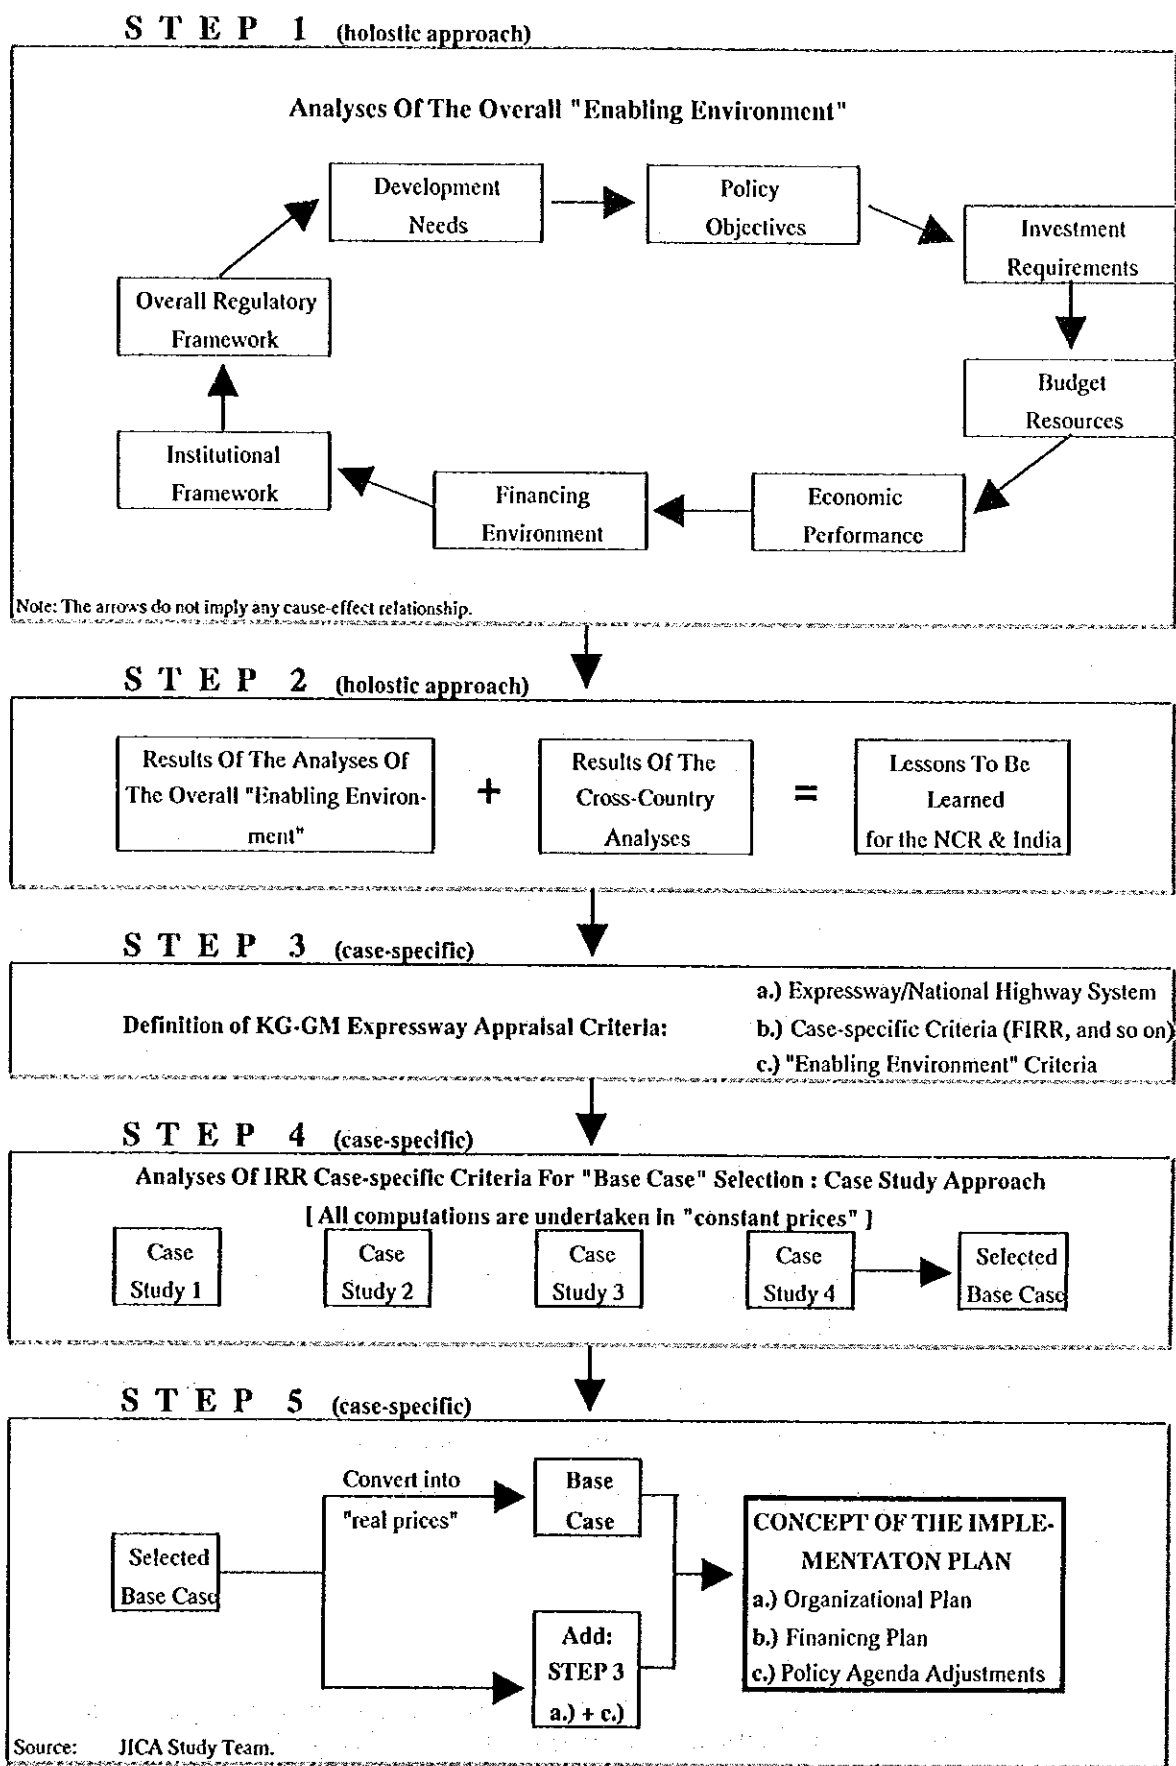 S T E P 1 (holostic approach)
Analyses Of The Overall "Enabling Environment"
Development
Needs
Policy
Objectives
Investment
Requirements
Budget
Resources
Economic
Performance
Financing
Environment
Institutional
Framework
Overall Regulatory
Framework
Note: The arrows do not imply any cause-effect relationship.
S T E P 2 (holostic approach)
Results Of The Analyses Of
The Overall "Enabling Environ-
ment"
+
Results Of The
Cross-Country
Analyses
=
Lessons To Be
Learned
for the NCR & India
S T E P 3 (case-specific)
Definition of KG-GM Expressway Appraisal Criteria:
a.) Expressway/National Highway System
b.) Case-specific Criteria (FIRR, and so on)
c.) "Enabling Environment" Criteria
S T E P 4 (case-specific)
Analyses Of IRR Case-specific Criteria For "Base Case" Selection : Case Study Approach
[ All computations are undertaken in "constant prices" ]
Case
Study 1
Case
Study 2
Case
Study 3
Case
Study 4
Selected
Base Case
S T E P 5 (case-specific)
Selected
Base Case
Convert into
"real prices"
Base
Case
Add:
STEP 3
a.) + c.)
CONCEPT OF THE IMPLE-
MENTATON PLAN
a.) Organizational Plan
b.) Finanicng Plan
c.) Policy Agenda Adjustments
Source: JICA Study Team.